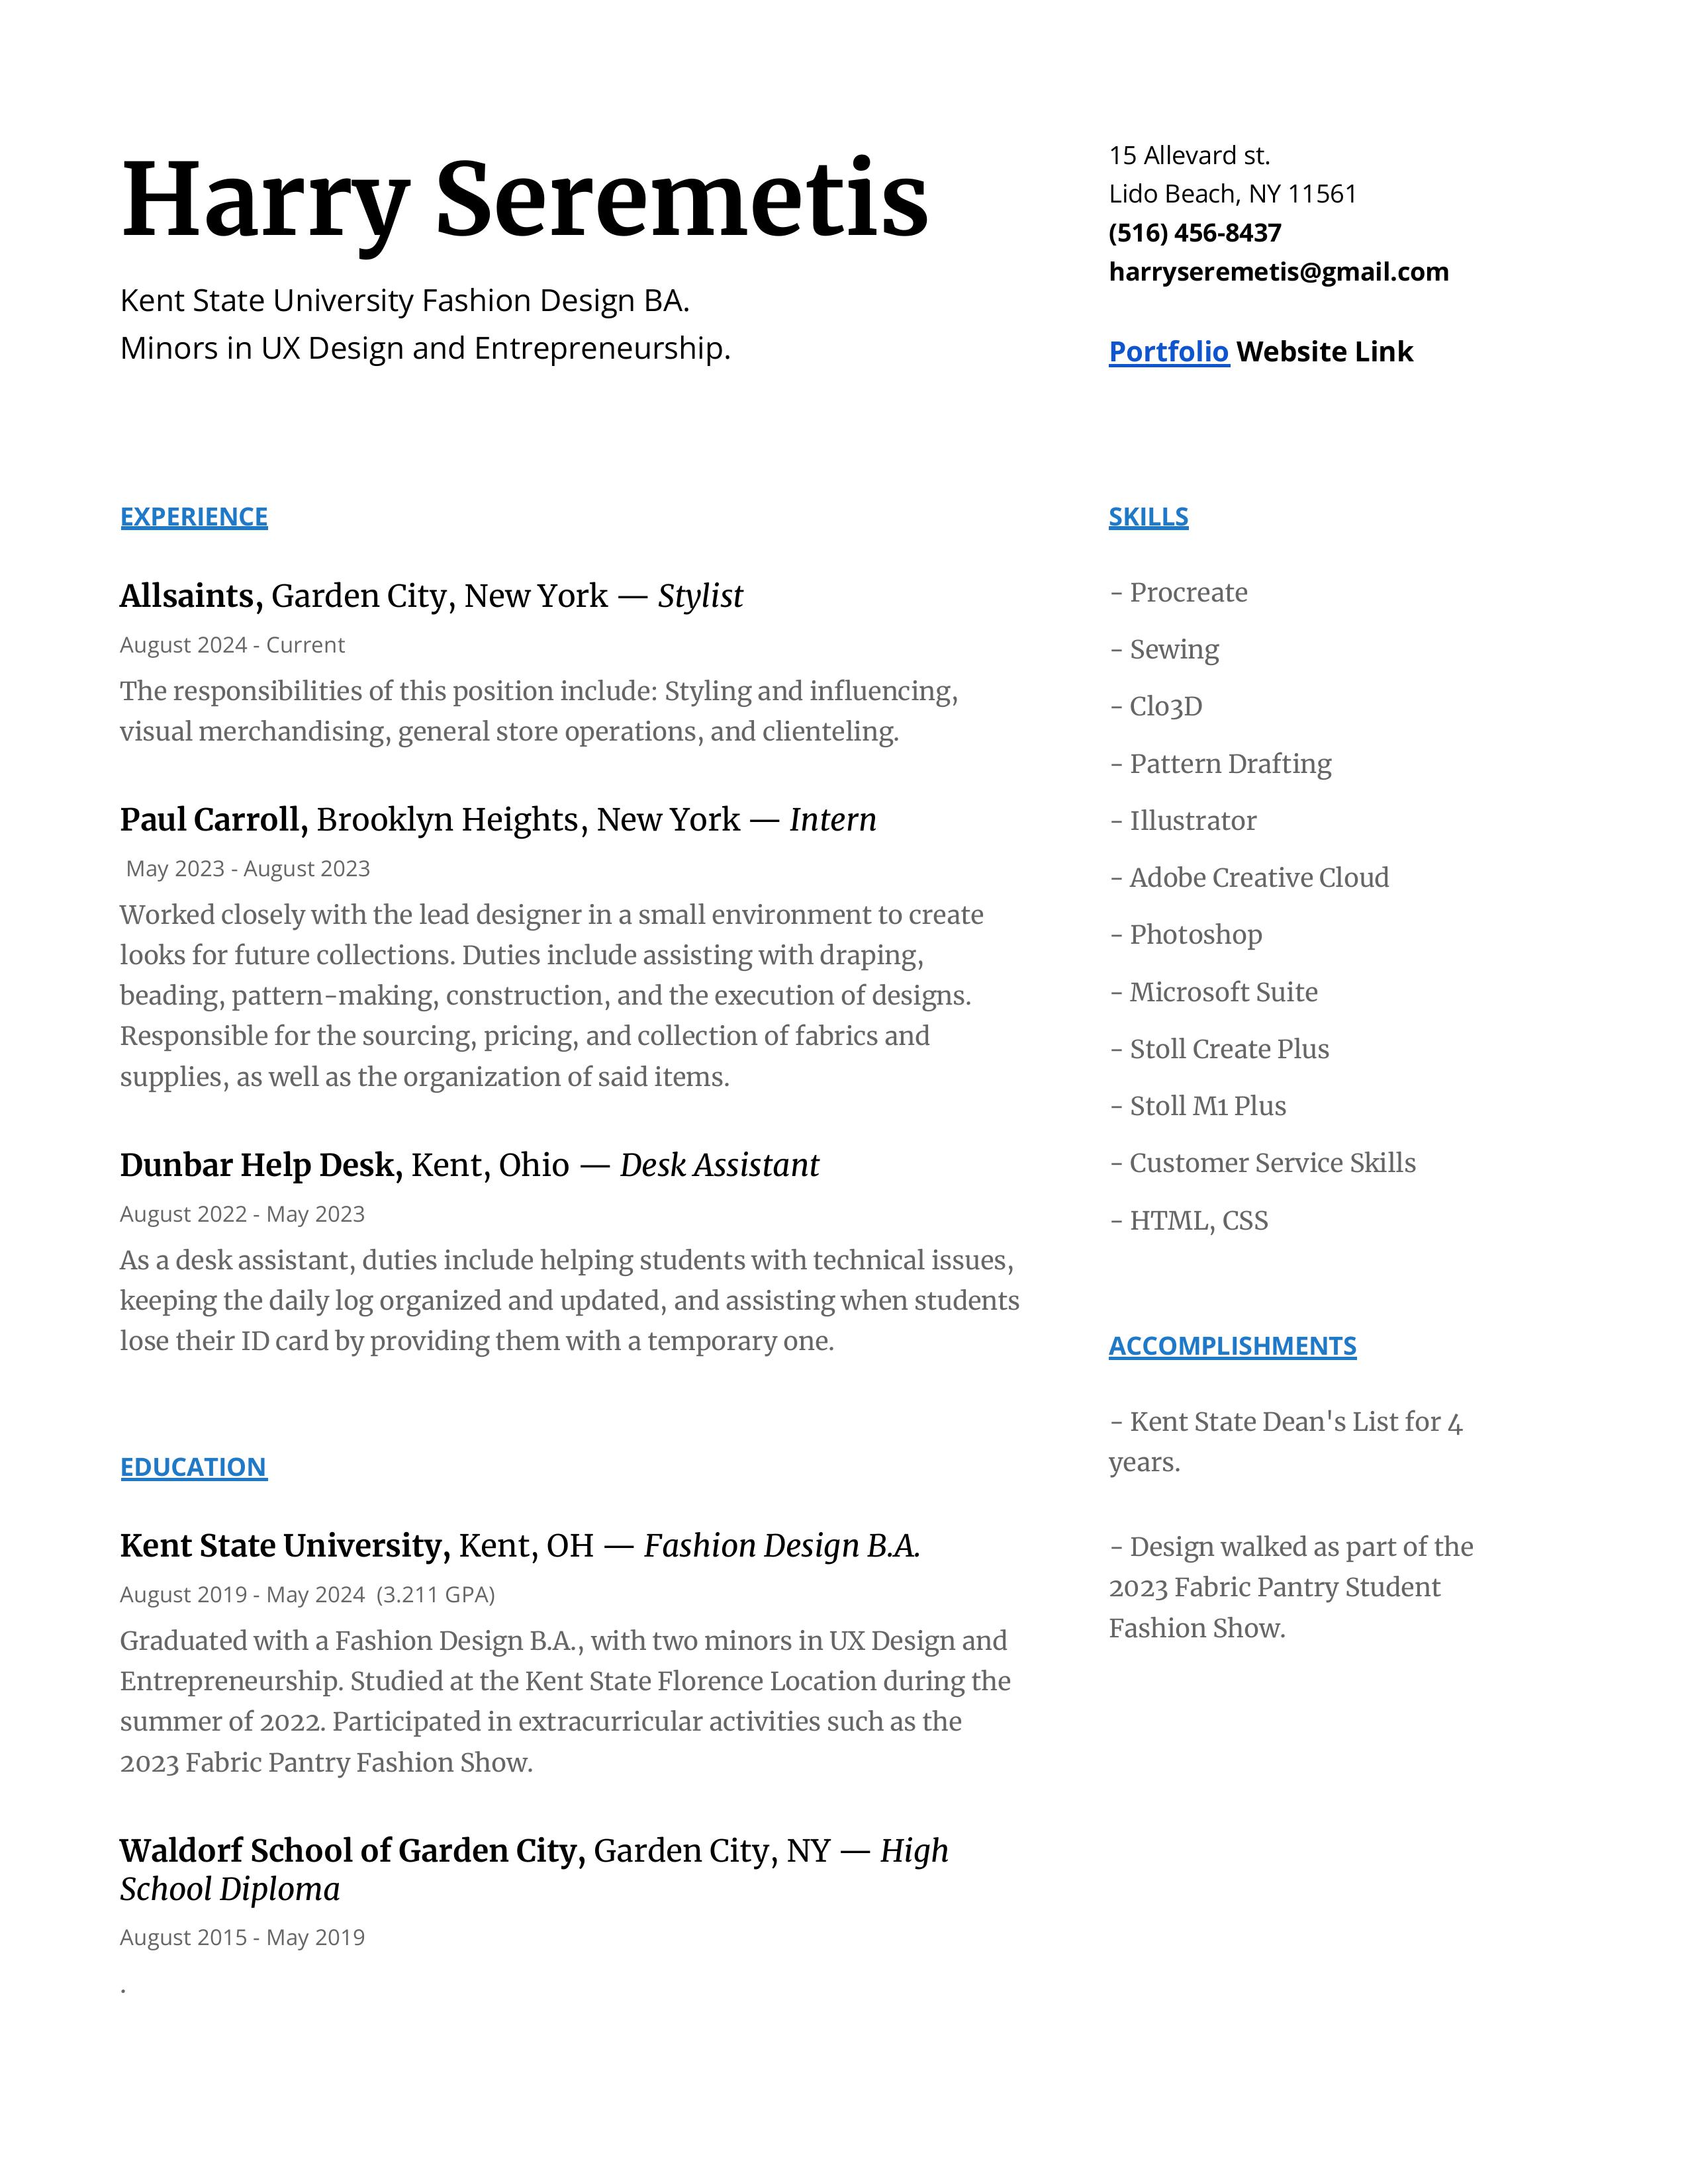 Harry Seremetis
Kent State University Fashion Design BA.
Minors in UX Design and Entrepreneurship.
15 Allevard st.
Lido Beach, NY 11561
(516) 456-8437
harryseremetis@gmail.com
Portfolio Website Link
EXPERIENCE
Allsaints, Garden City, New York — Stylist
August 2024 - Current
The responsibilities of this position include: Styling and influencing,
visual merchandising, general store operations, and clienteling.
Paul Carroll, Brooklyn Heights, New York — Intern
May 2023 - August 2023
Worked closely with the lead designer in a small environment to create
looks for future collections. Duties include assisting with draping,
beading, pattern-making, construction, and the execution of designs.
Responsible for the sourcing, pricing, and collection of fabrics and
supplies, as well as the organization of said items.
Dunbar Help Desk, Kent, Ohio — Desk Assistant
August 2022 - May 2023
As a desk assistant, duties include helping students with technical issues,
keeping the daily log organized and updated, and assisting when students
lose their ID card by providing them with a temporary one.
EDUCATION
Kent State University, Kent, OH — Fashion Design B.A.
August 2019 - May 2024 (3.211 GPA)
Graduated with a Fashion Design B.A., with two minors in UX Design and
Entrepreneurship. Studied at the Kent State Florence Location during the
summer of 2022. Participated in extracurricular activities such as the
2023 Fabric Pantry Fashion Show.
Waldorf School of Garden City, Garden City, NY — High
School Diploma
August 2015 - May 2019
.
SKILLS
- Procreate
- Sewing
- Clo3D
- Pattern Drafting
- Illustrator
- Adobe Creative Cloud
- Photoshop
- Microsoft Suite
- Stoll Create Plus
- Stoll M1 Plus
- Customer Service Skills
- HTML, CSS
ACCOMPLISHMENTS
- Kent State Dean's List for 4
years.
- Design walked as part of the
2023 Fabric Pantry Student
Fashion Show.